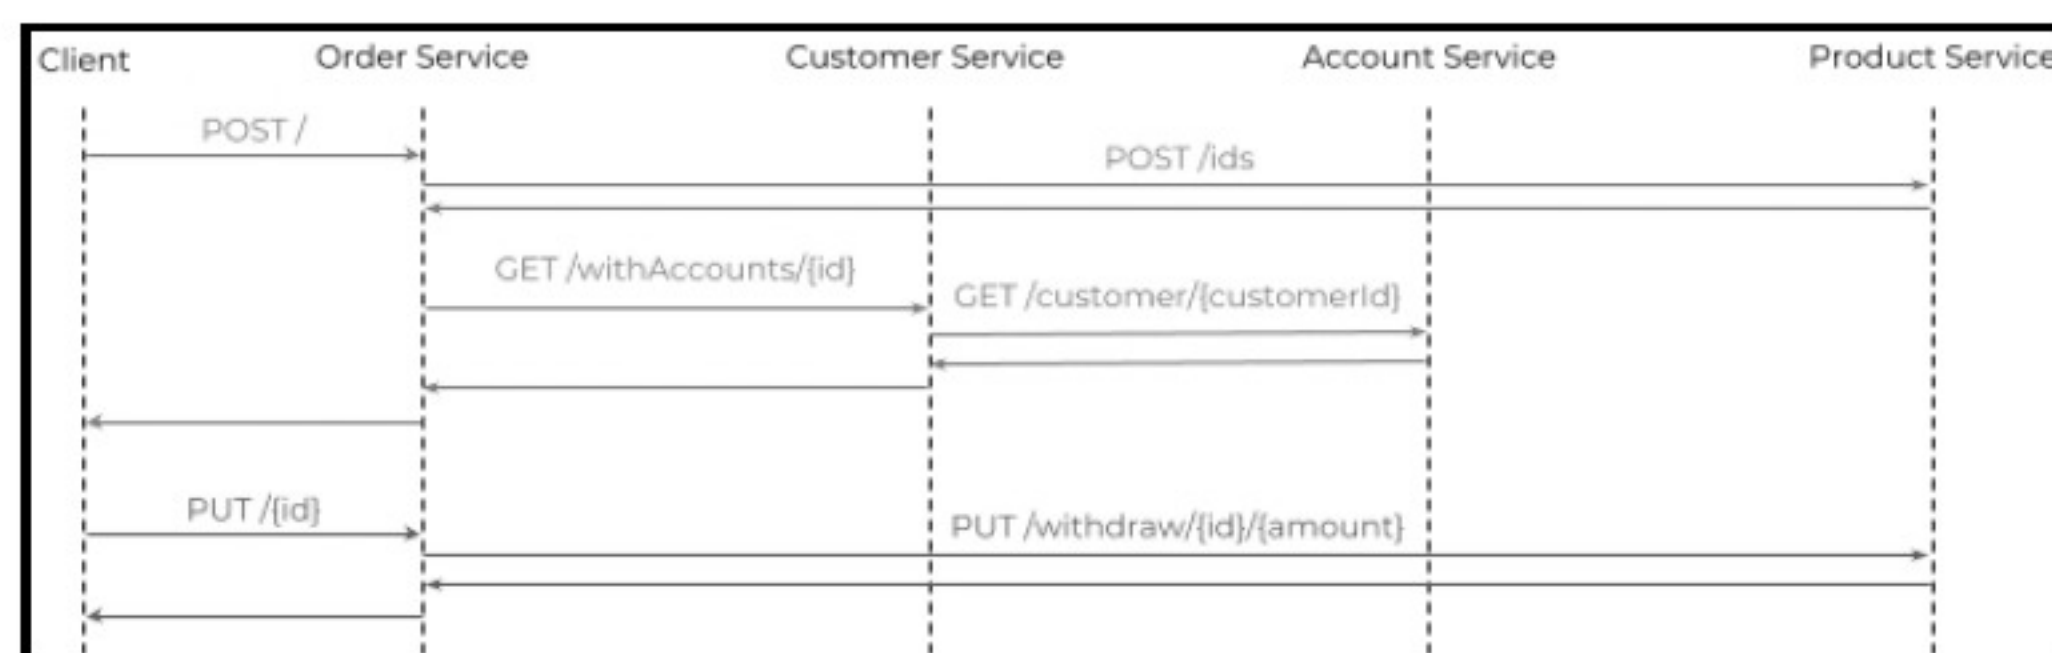 Client
Order Service
Customer Service
Account Service
Product Service
POST /
POST /ids
GET /withAccounts/{id}
GET /customer/{customerId}
PUT /{id}
PUT /withdraw/{id}/{amount}